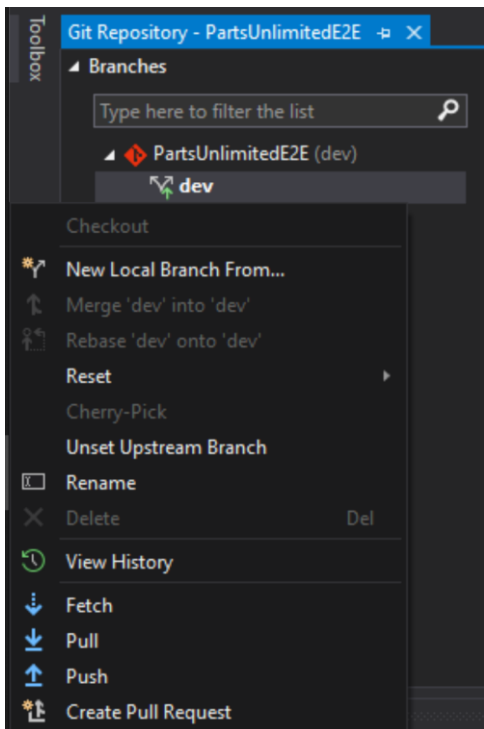 Toolbox
Git Repository - PartsUnlimitedE2E
Branches
Type here to filter the list
PartsUnlimitedE2E (dev)
dev
Checkout
New Local Branch From...
Merge 'dev' into 'dev'
Rebase 'dev' onto 'dev'
Reset
Cherry-Pick
Unset Upstream Branch
Rename
Delete Del
View History
Fetch
Pull
Push
Create Pull Request